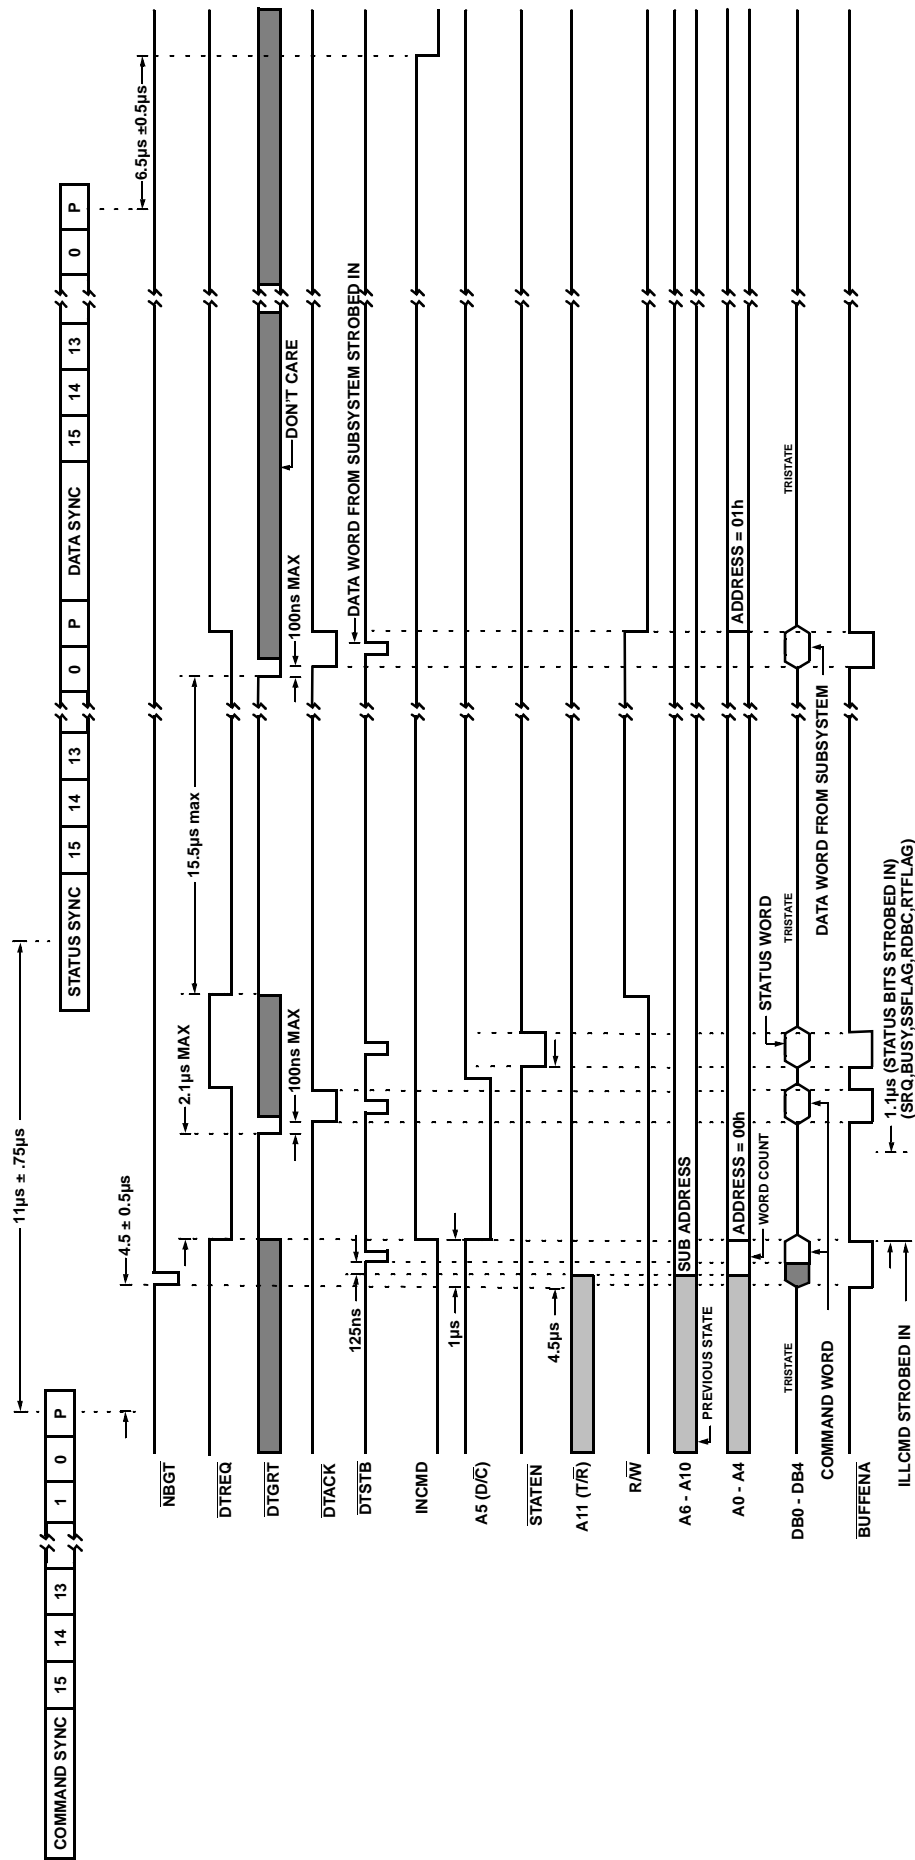 COMMAND SYNC 15 14 13 1 0 P
STATUS SYNC 15 14 13 0 P DATA SYNC 15 14 13 0 P
11µs ± .75µs
4.5 ± 0.5µs
2.1µs MAX
15.5µs max
6.5µs ±0.5µs
NBGT
DTREQ
DTGRT
100ns MAX
100ns MAX
DON'T CARE
DTACK
DTSTB
125ns
DATA WORD FROM SUBSYSTEM STROBED IN
INCMD
1µs
A5 (D/C)
STATEN
4.5µs
A11 (T/R)
R/W
A6 - A10
SUB ADDRESS
PREVIOUS STATE
A0 - A4
ADDRESS = 00h
ADDRESS = 01h
WORD COUNT
STATUS WORD
DB0 - DB4
TRISTATE
TRISTATE
TRISTATE
COMMAND WORD
DATA WORD FROM SUBSYSTEM
BUFFENA
ILLCMD STROBED IN
1.1µs (STATUS BITS STROBED IN)
(SRQ,BUSY,SSFLAG,RDBC,RTFLAG)